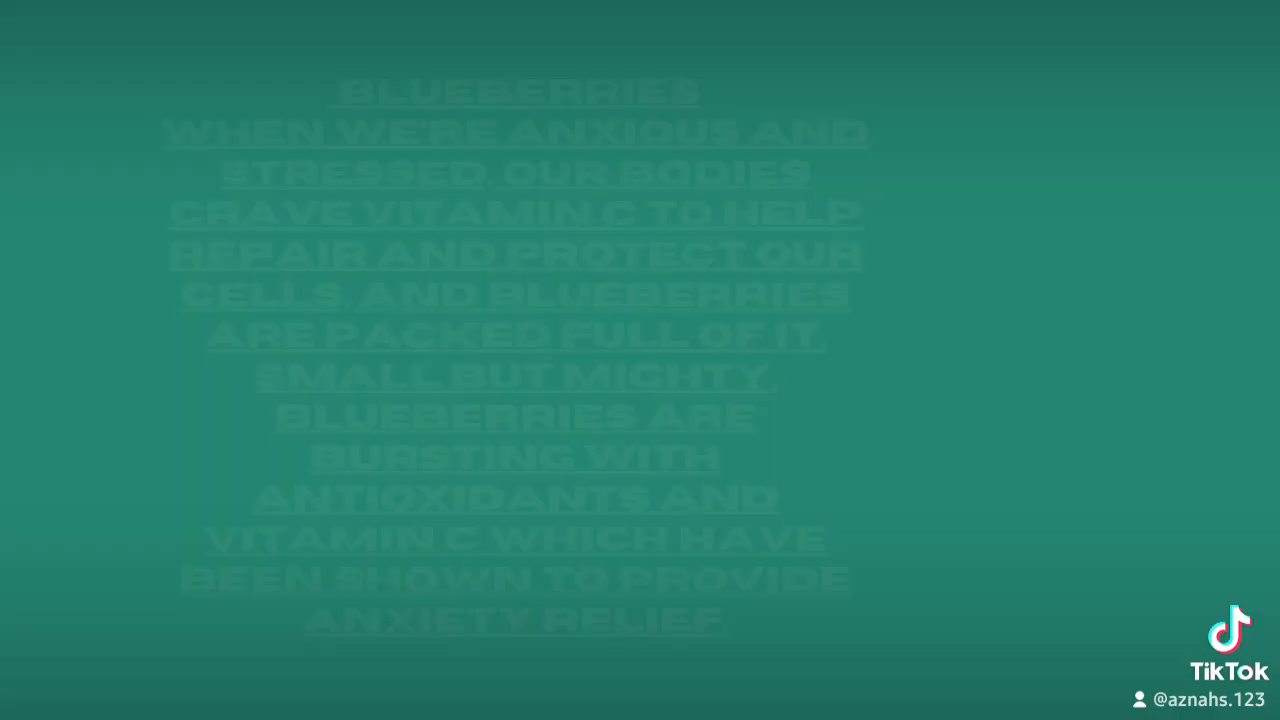 BLUEBERRIES
WHEN WE'RE ANXIOUS AND
STRESSED, OUR BODIES
CRAVE VITAMIN C TO HELP
REPAIR AND PROTECT OUR
CELLS, AND BLUEBERRIES
ARE PACKED FULL OF IT.
SMALL BUT MIGHTY,
BLUEBERRIES ARE
BURSTING WITH
ANTIOXIDANTS AND
VITAMIN C WHICH HAVE
BEEN SHOWN TO PROVIDE
ANXIETY RELIEF
TikTok
@aznahs.123